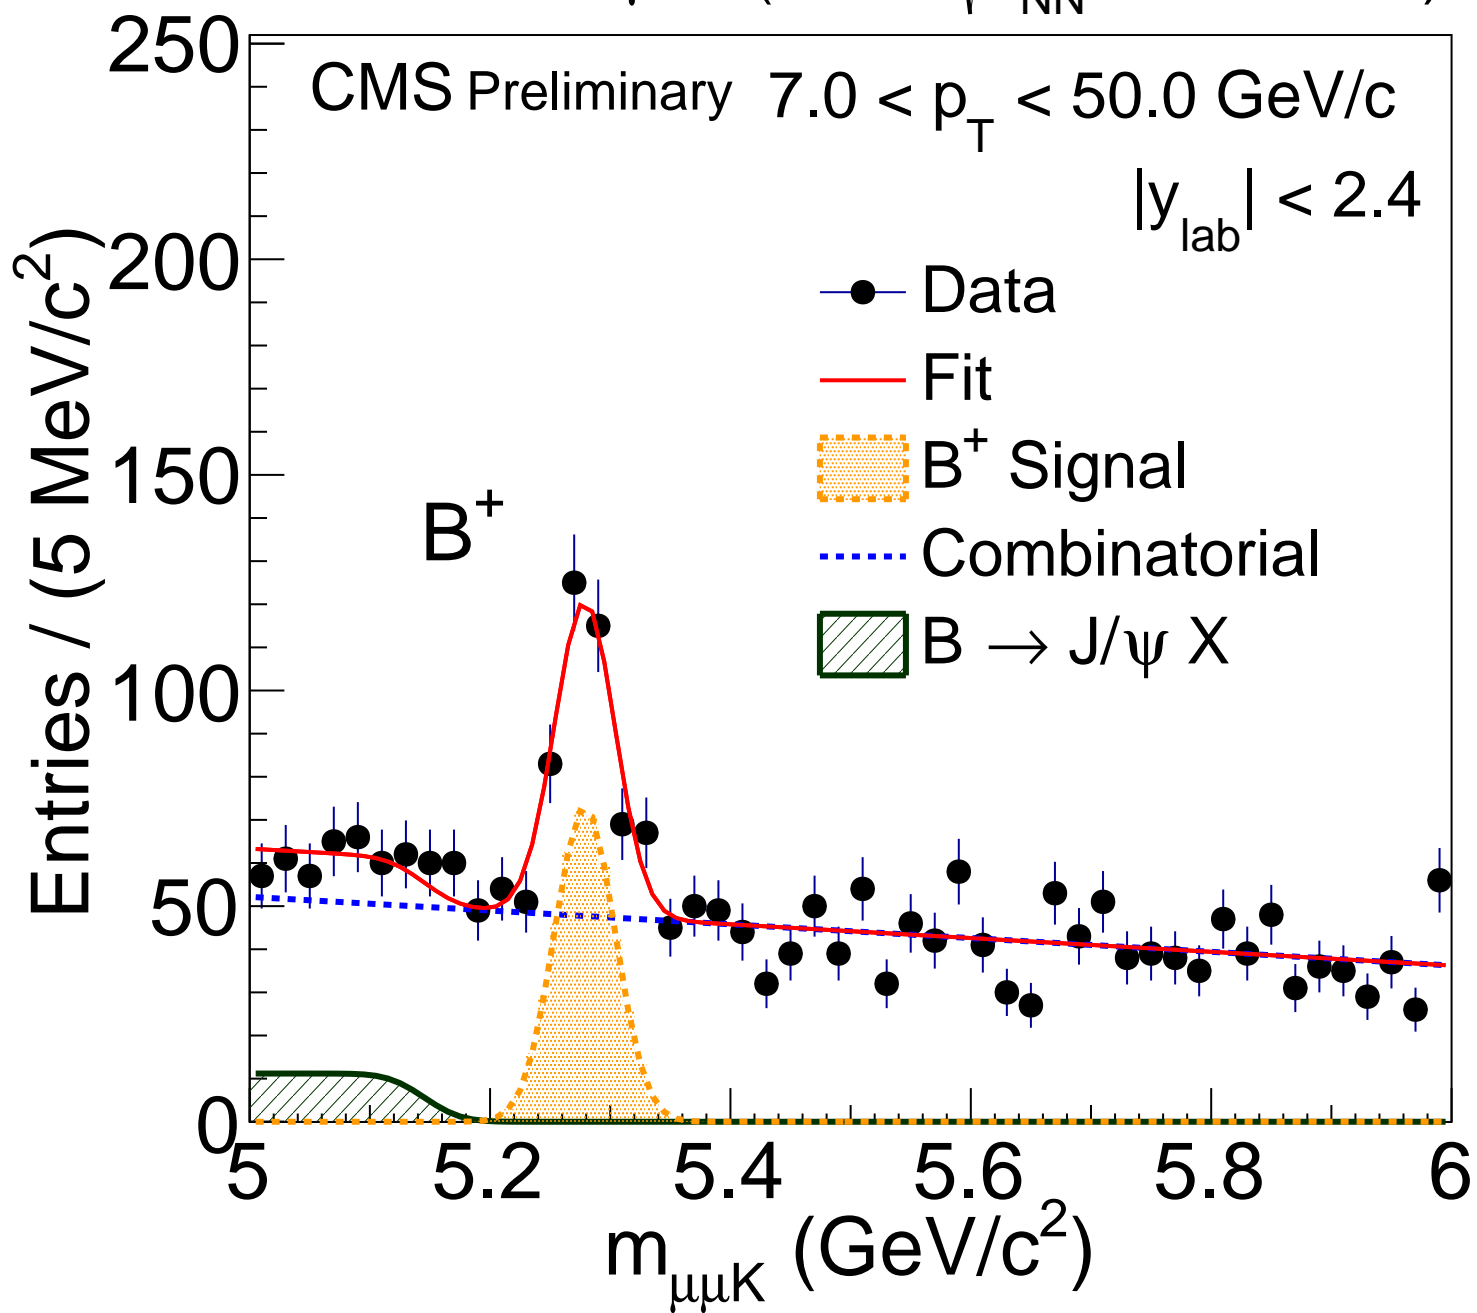 NN
250
CMS Preliminary 7.0 < p_T < 50.0 GeV/c
|y_lab| < 2.4
200
Data
Fit
B⁺ Signal
150
B⁺
Combinatorial
B → J/ψ X
100
50
0
Entries / (5 MeV/c²)
5 5.2 5.4 5.6 5.8 6
m_μμK (GeV/c²)